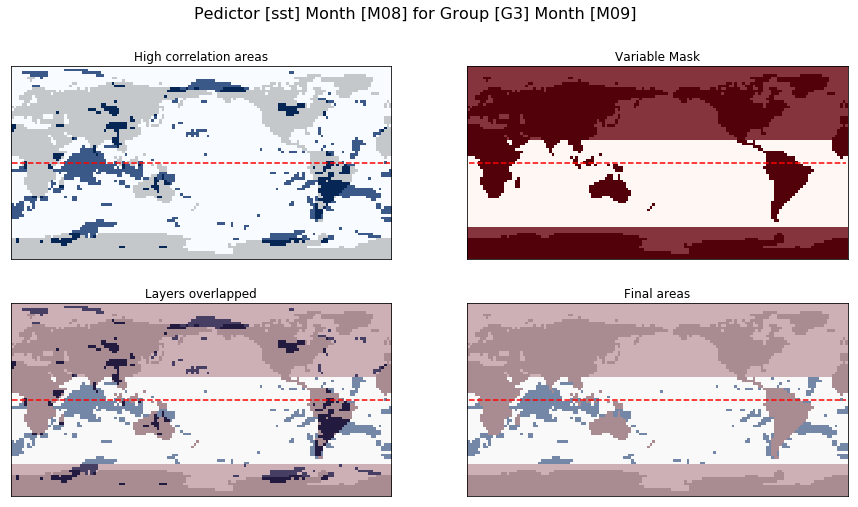 Pedictor [sst] Month [M08] for Group [G3] Month [M09]
High correlation areas
Variable Mask
Layers overlapped
Final areas